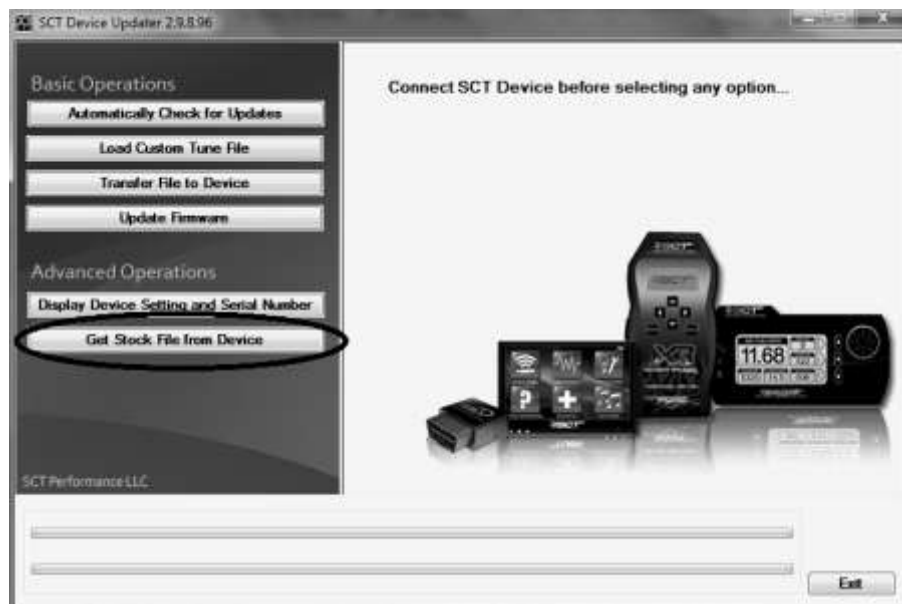 SCT Device Updater 2.9.8.96
Basic Operations
Automatically Check for Updates
Load Custom Tune File
Transfer File to Device
Update Firmware
Advanced Operations
Display Device Setting and Serial Number
Get Stock File from Device
SCT Performance LLC
Connect SCT Device before selecting any option...
11.68
Exit